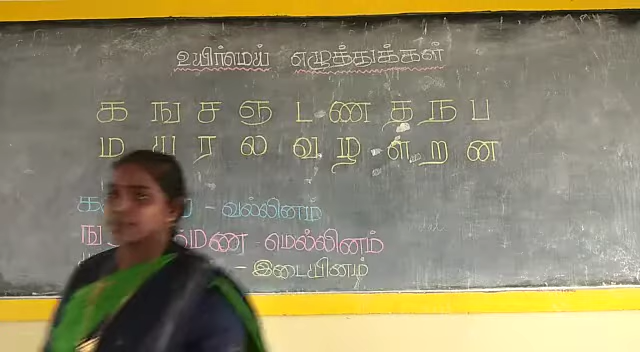 உயிர்மெய் எழுத்துக்கள்
க ங ச ஞ ட ண த ந ப
ம ய ர ல வ ழ ள ற ன
- வல்லினம்
- மெல்லினம்
- இடையினம்